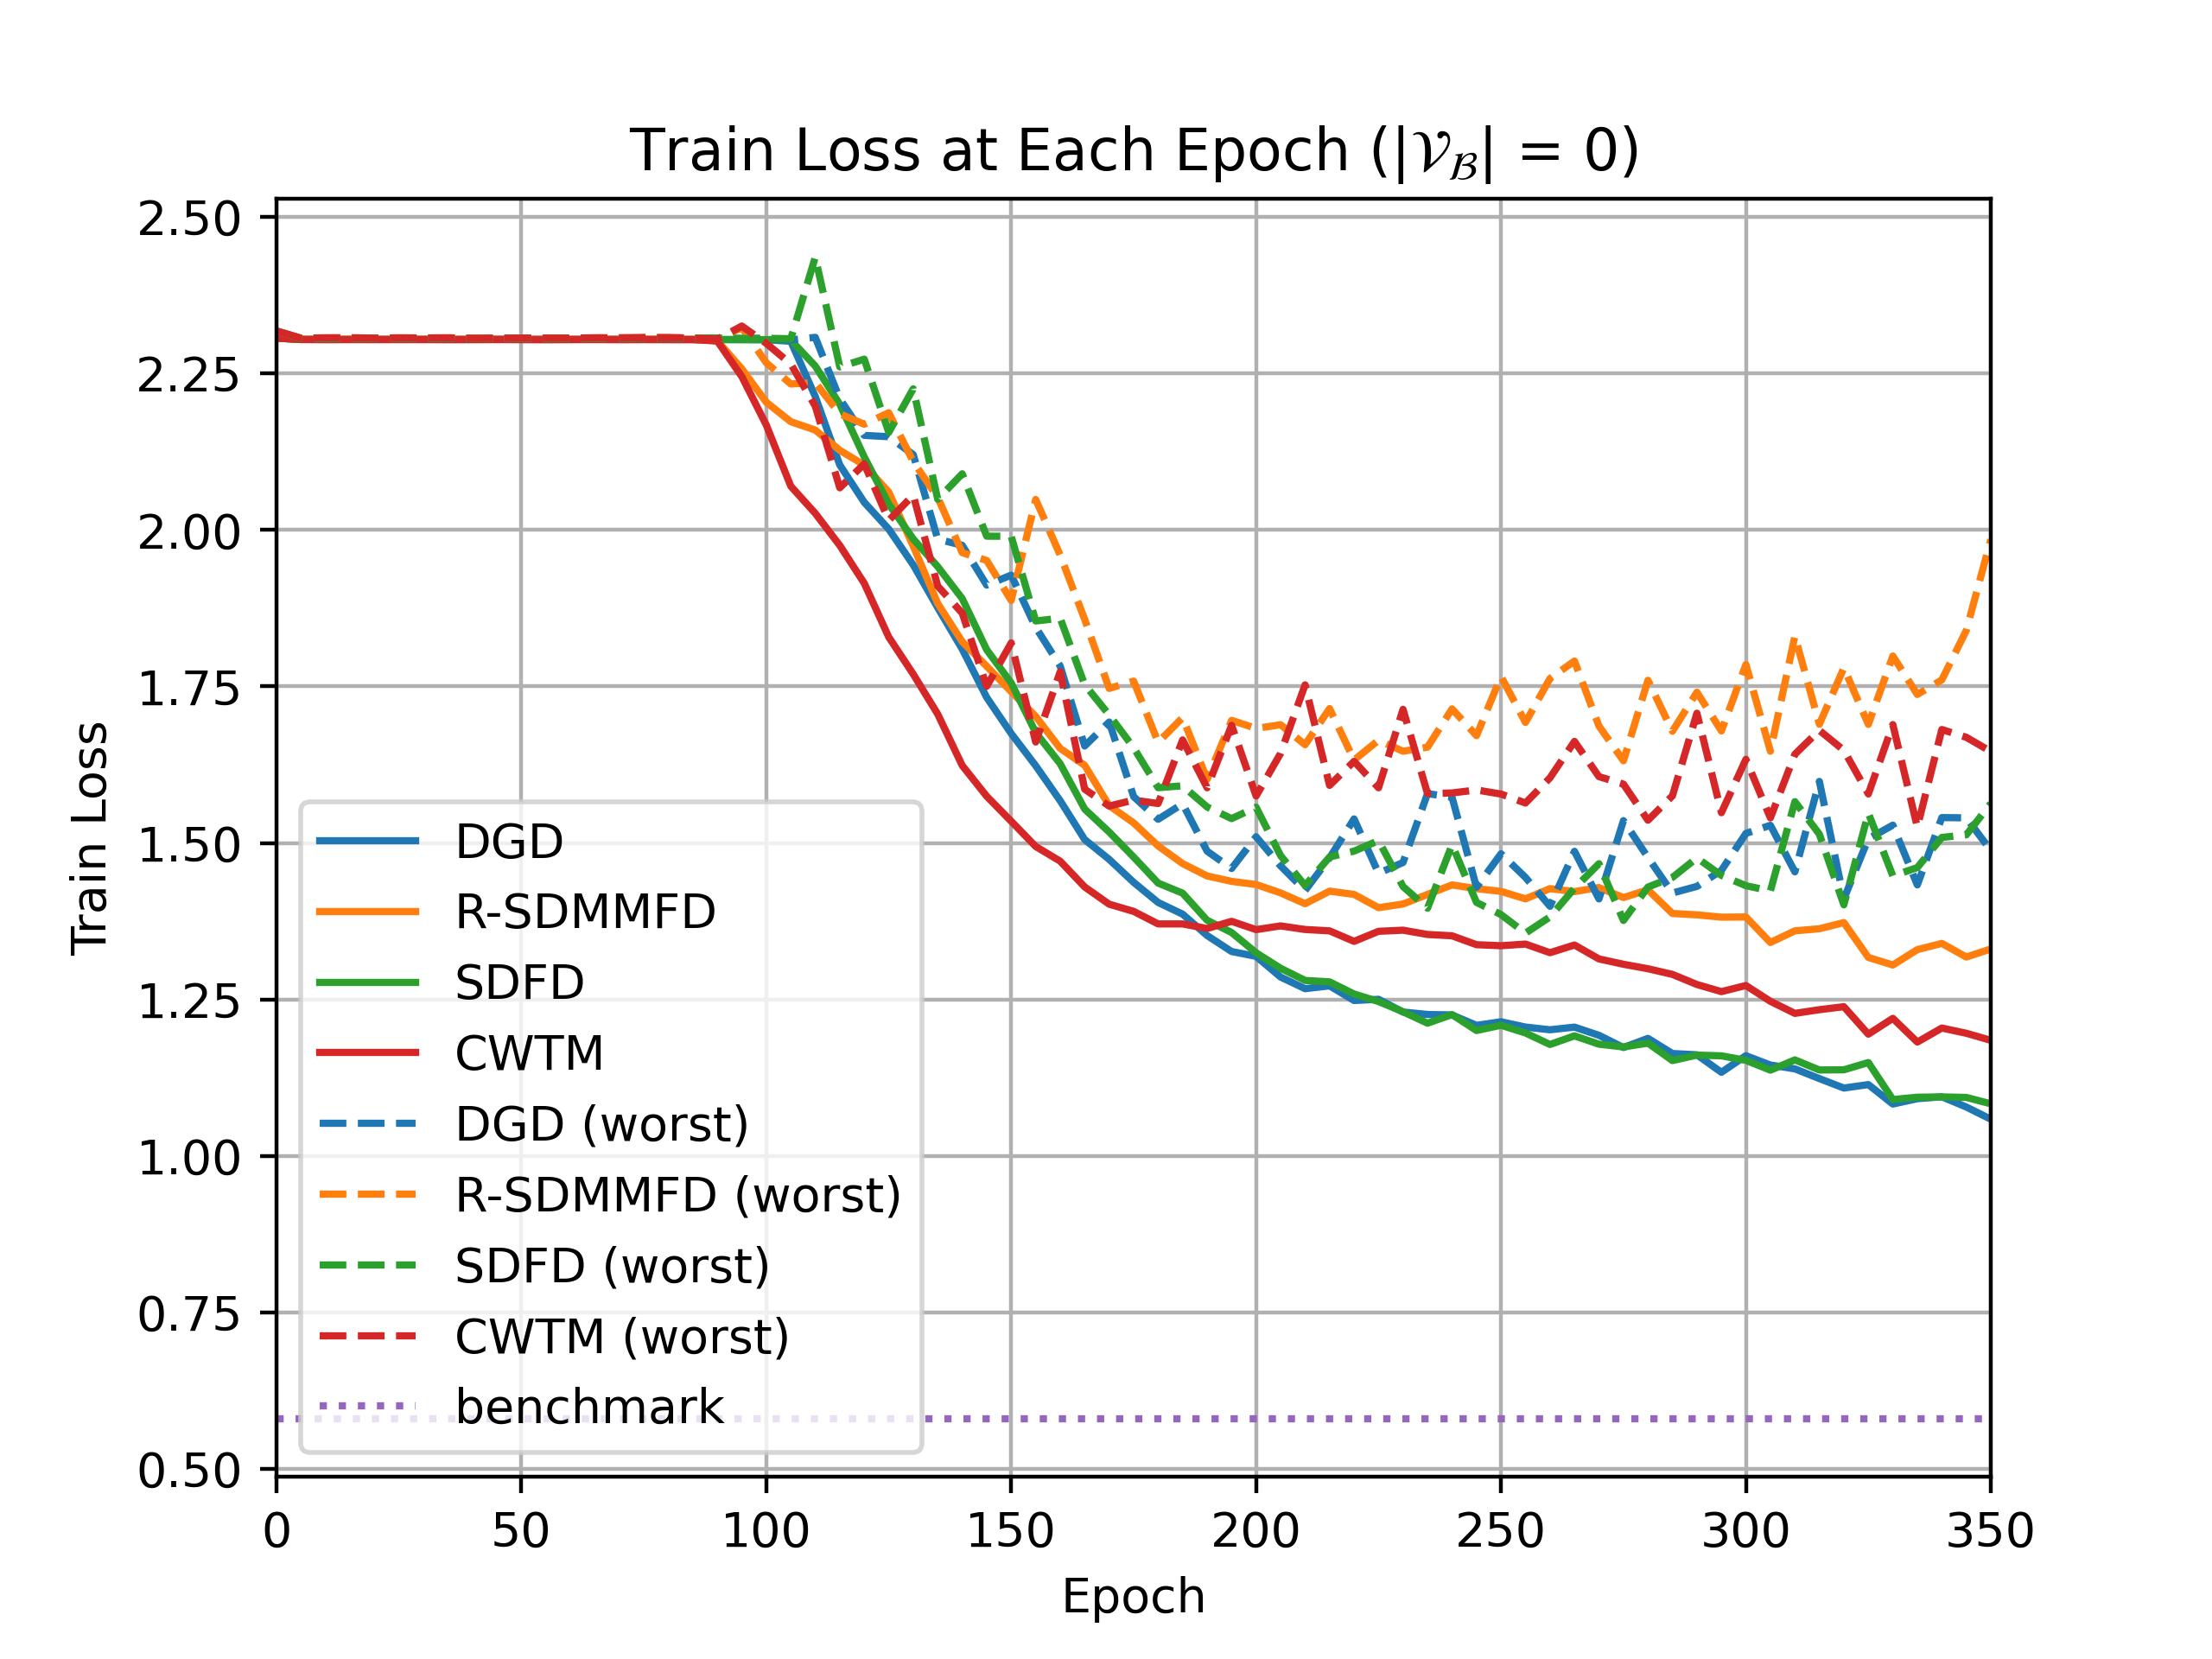 Train Loss at Each Epoch (|𝒱_ℬ| = 0)
Train Loss
2.50
2.25
2.00
1.75
1.50
1.25
1.00
0.75
0.50
DGD
R-SDMMFD
SDFD
CWTM
DGD (worst)
R-SDMMFD (worst)
SDFD (worst)
CWTM (worst)
benchmark
0 50 100 150 200 250 300 350
Epoch